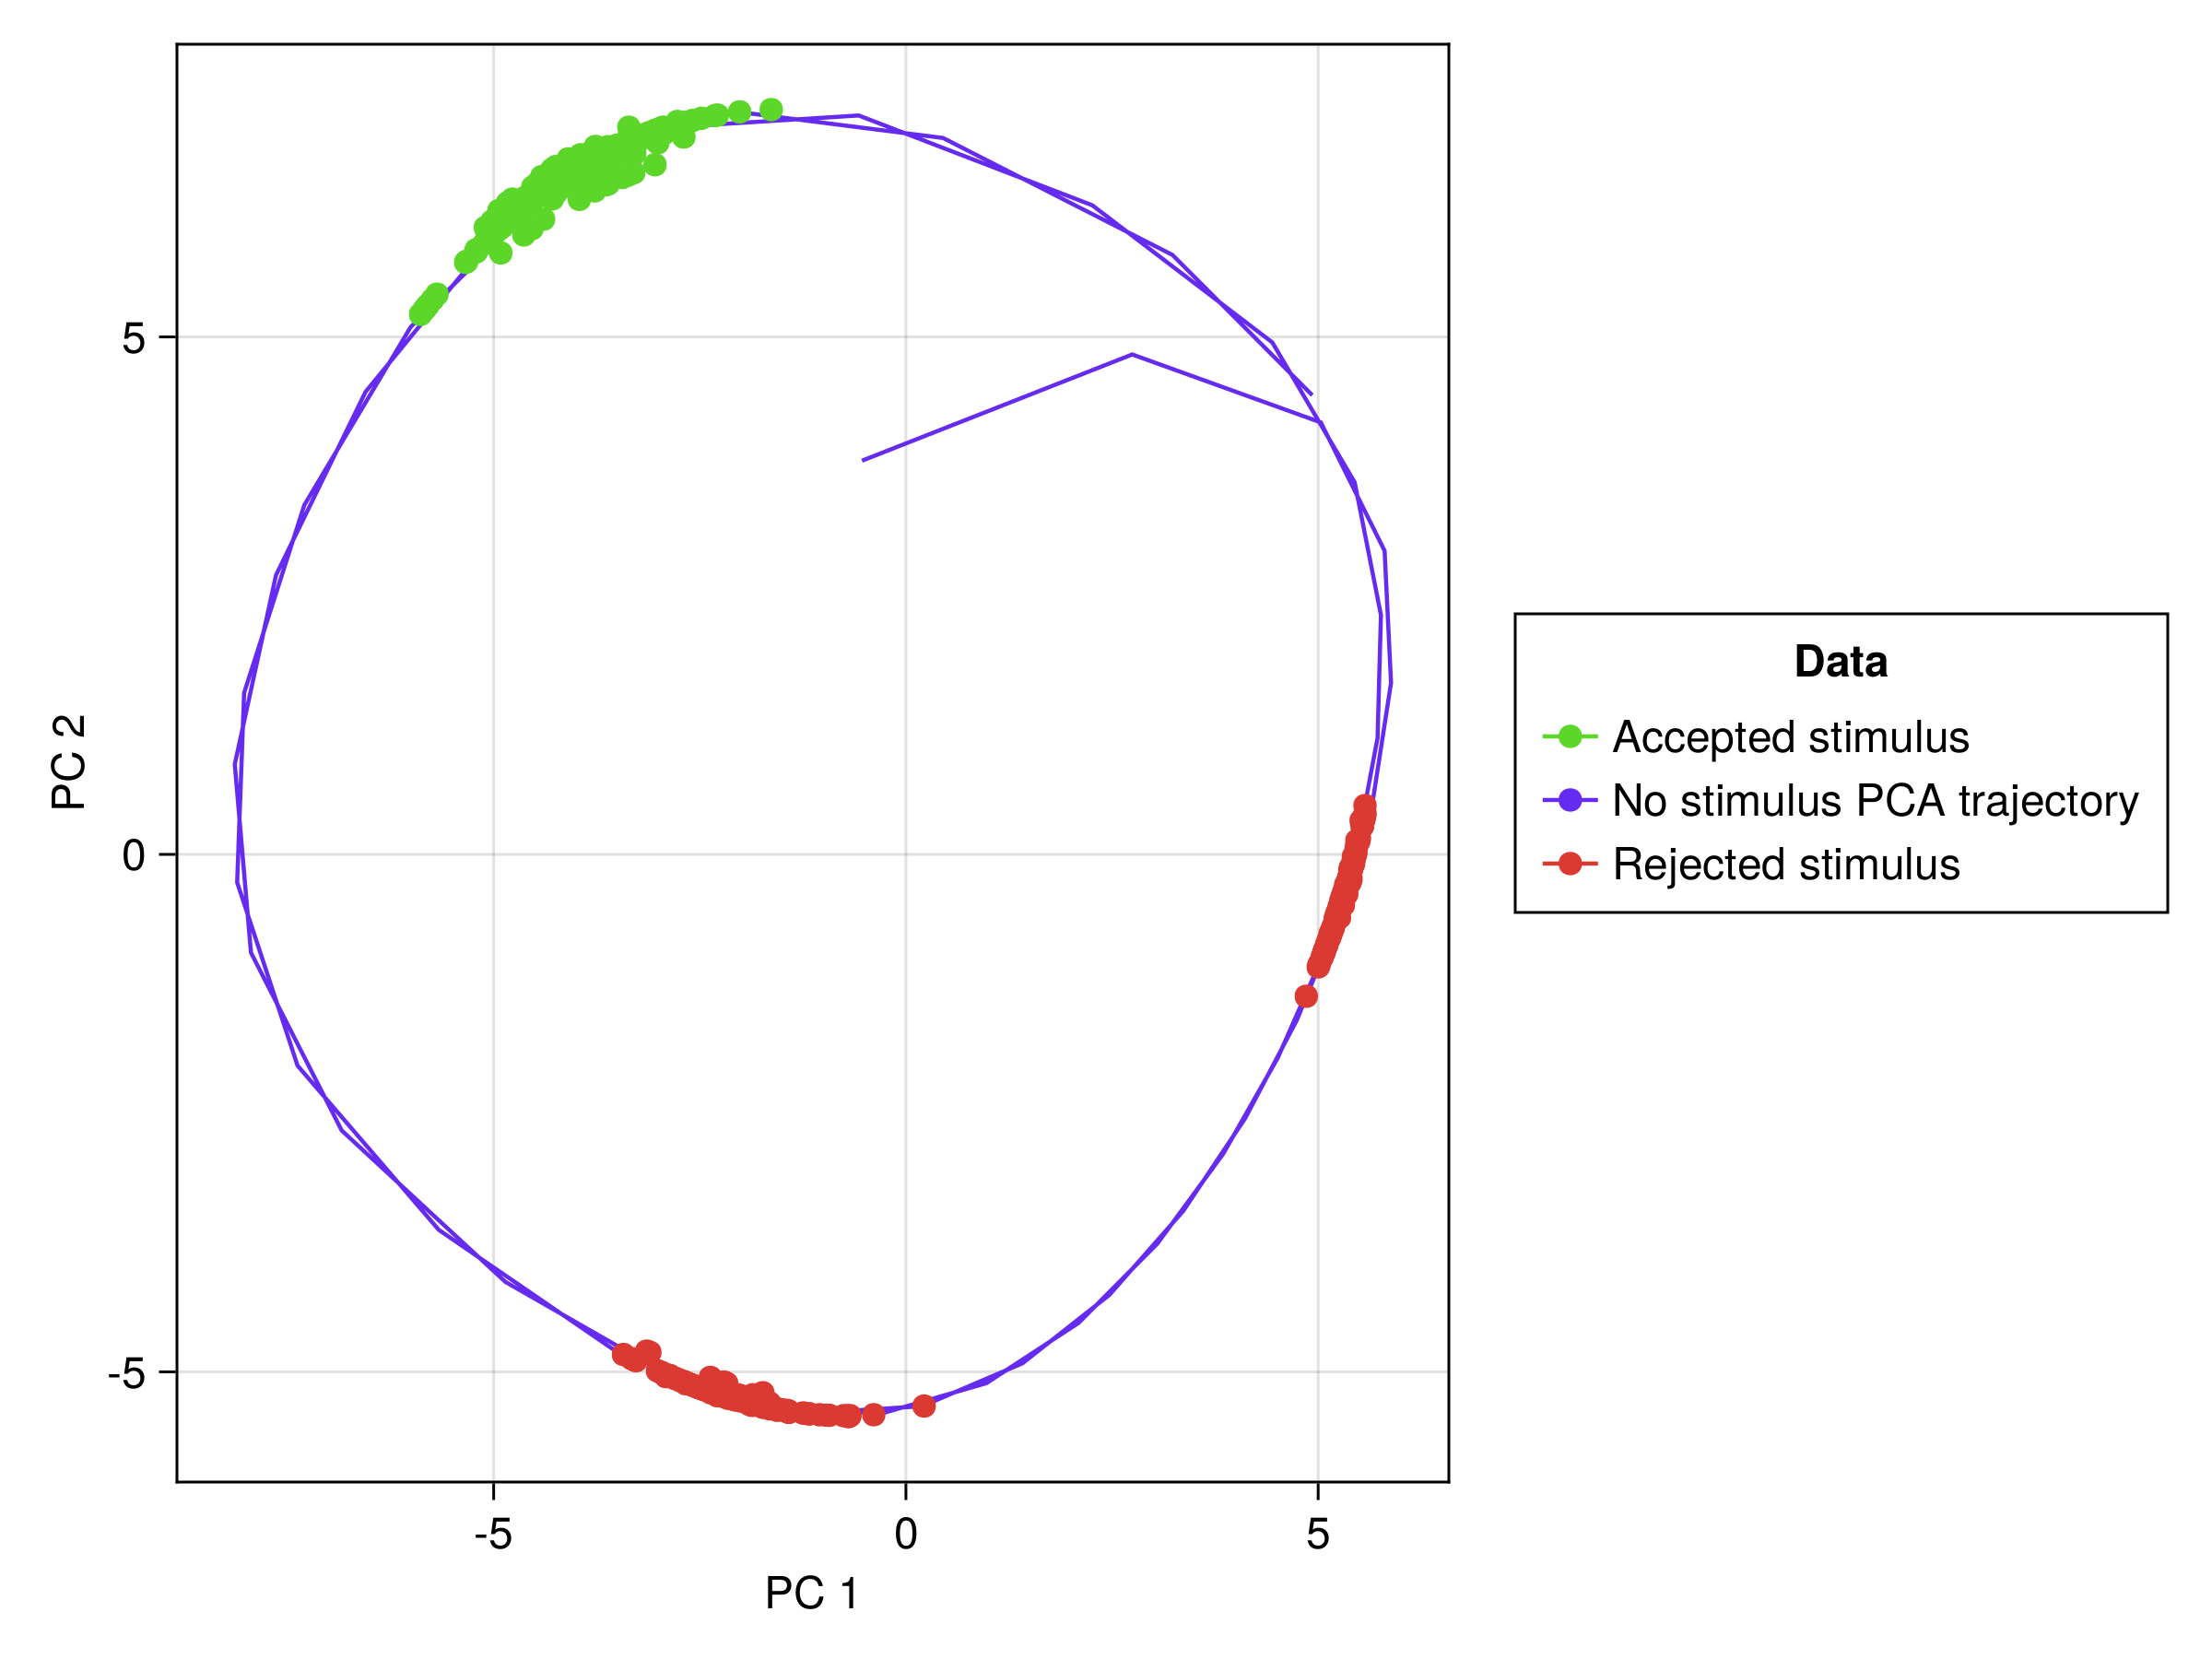 5
0
-5
PC 2
-5
0
5
PC 1
Data
Accepted stimulus
No stimulus PCA trajectory
Rejected stimulus